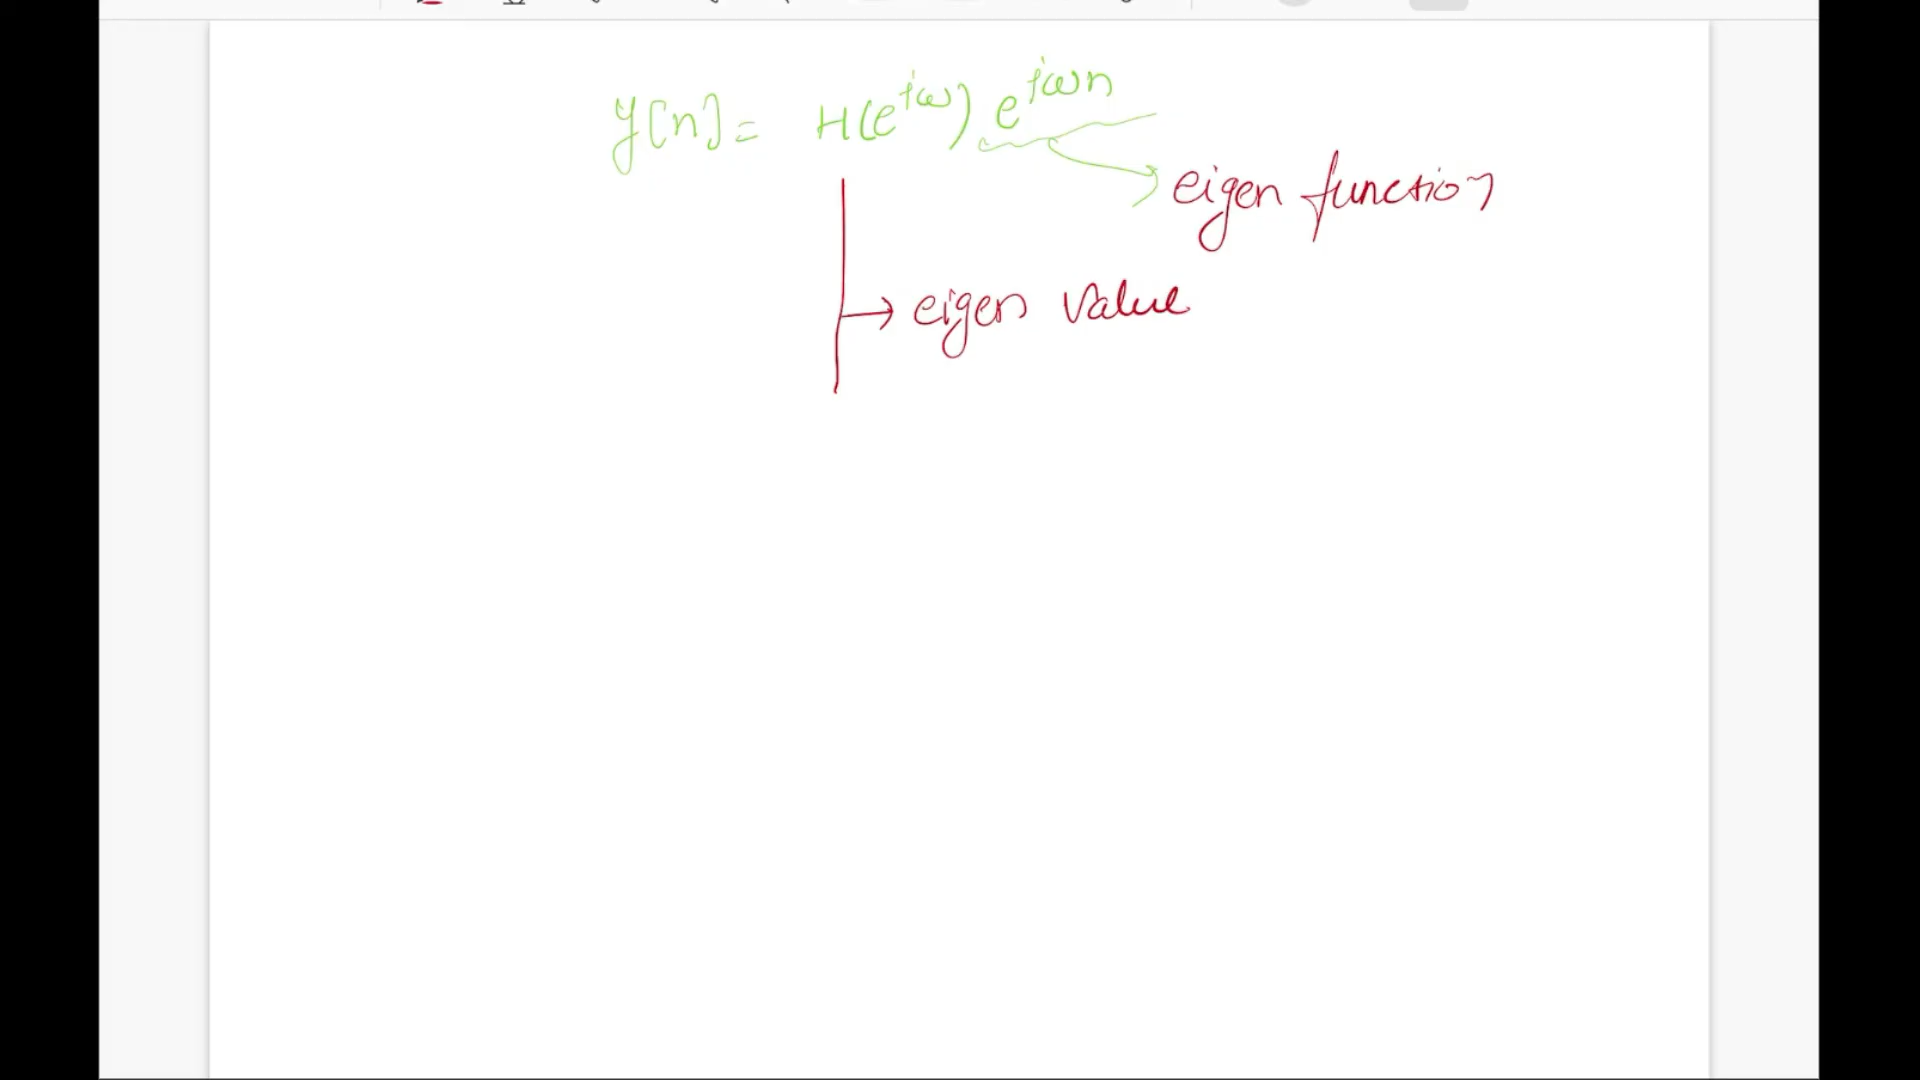 y[n] = H(e^{jω}) e^{jωn}
eigen function
eigen value